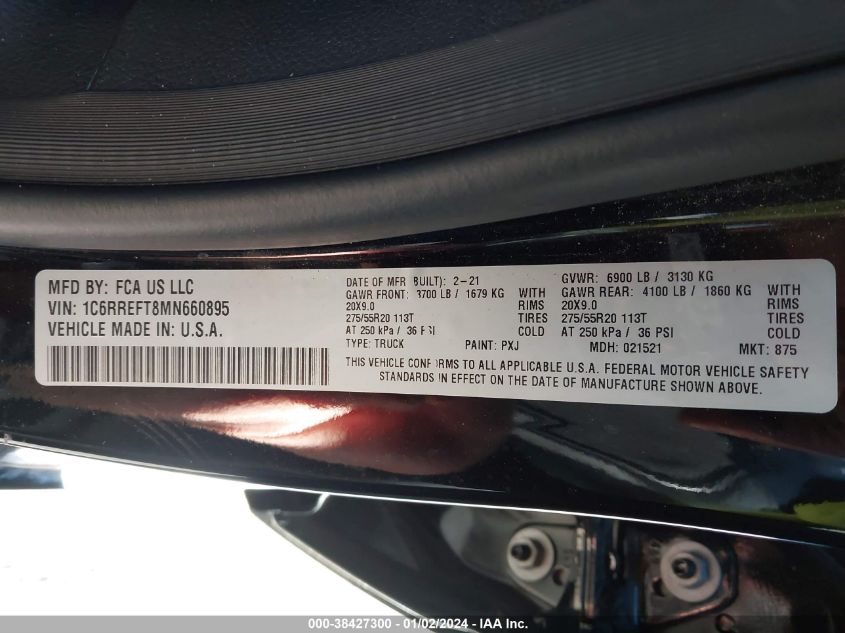 MFD BY: FCA US LLC
VIN: 1C6RREFT8MN660895
VEHICLE MADE IN: U.S.A.
DATE OF MFR (BUILT): 2-21
GAWR FRONT: 3700 LB / 1679 KG WITH
20X9.0 RIMS
275/55R20 113T TIRES
AT 250 kPa / 36 PSI COLD
TYPE: TRUCK PAINT: PXJ
GVWR: 6900 LB / 3130 KG
GAWR REAR: 4100 LB / 1860 KG WITH
20X9.0 RIMS
275/55R20 113T TIRES
AT 250 kPa / 36 PSI COLD
MDH: 021521 MKT: 875
THIS VEHICLE CONFORMS TO ALL APPLICABLE U.S.A. FEDERAL MOTOR VEHICLE SAFETY
STANDARDS IN EFFECT ON THE DATE OF MANUFACTURE SHOWN ABOVE.
000-38427300 - 01/02/2024 - IAA Inc.